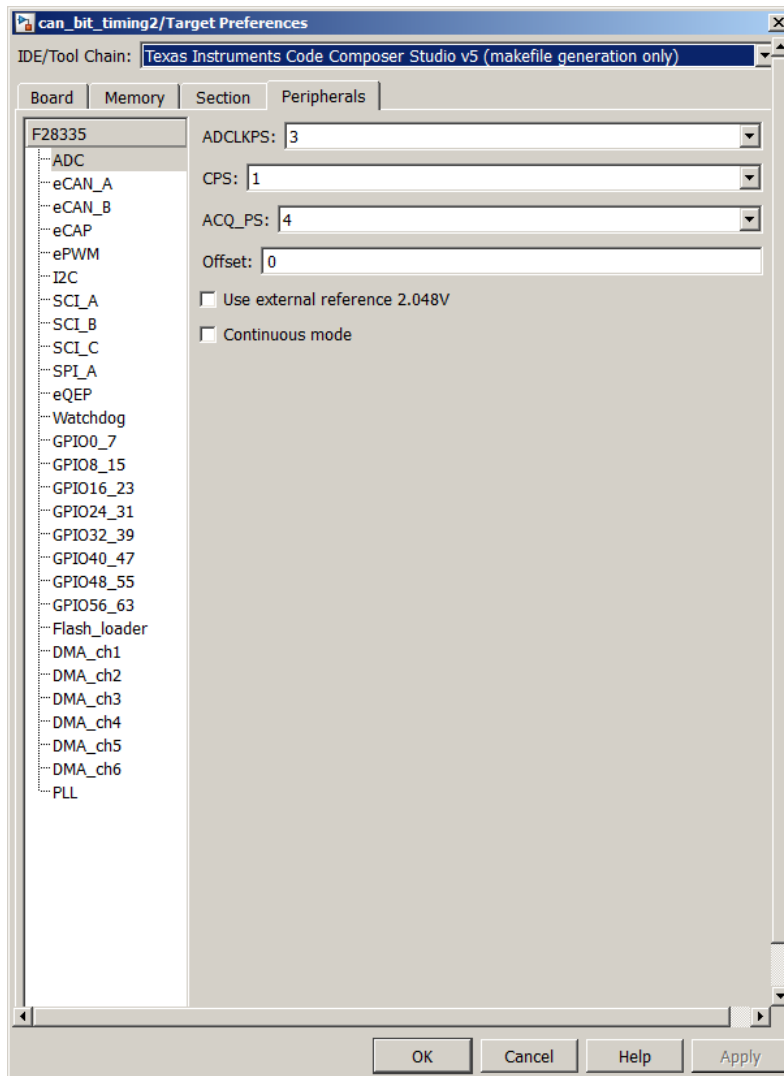 can_bit_timing2/Target Preferences
IDE/Tool Chain: Texas Instruments Code Composer Studio v5 (makefile generation only)
Board Memory Section Peripherals
F28335
ADC
eCAN_A
eCAN_B
eCAP
ePWM
I2C
SCI_A
SCI_B
SCI_C
SPI_A
eQEP
Watchdog
GPIO0_7
GPIO8_15
GPIO16_23
GPIO24_31
GPIO32_39
GPIO40_47
GPIO48_55
GPIO56_63
Flash_loader
DMA_ch1
DMA_ch2
DMA_ch3
DMA_ch4
DMA_ch5
DMA_ch6
PLL
ADCLKPS: 3
CPS: 1
ACQ_PS: 4
Offset: 0
Use external reference 2.048V
Continuous mode
OK Cancel Help Apply